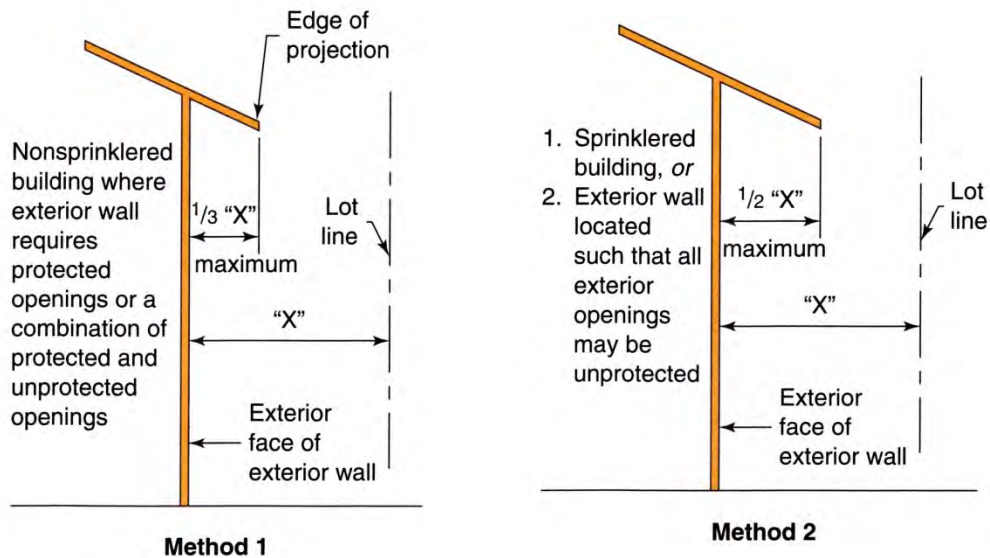 Edge of
projection
Nonsprinklered
building where
exterior wall
requires
protected
openings or a
combination of
protected and
unprotected
openings
1/3 “X”
maximum
Lot
line
“X”
Exterior
face of
exterior wall
Method 1
1. Sprinklered
building, or
2. Exterior wall
located
such that all
exterior
openings
may be
unprotected
1/2 “X”
maximum
Lot
line
“X”
Exterior
face of
exterior wall
Method 2